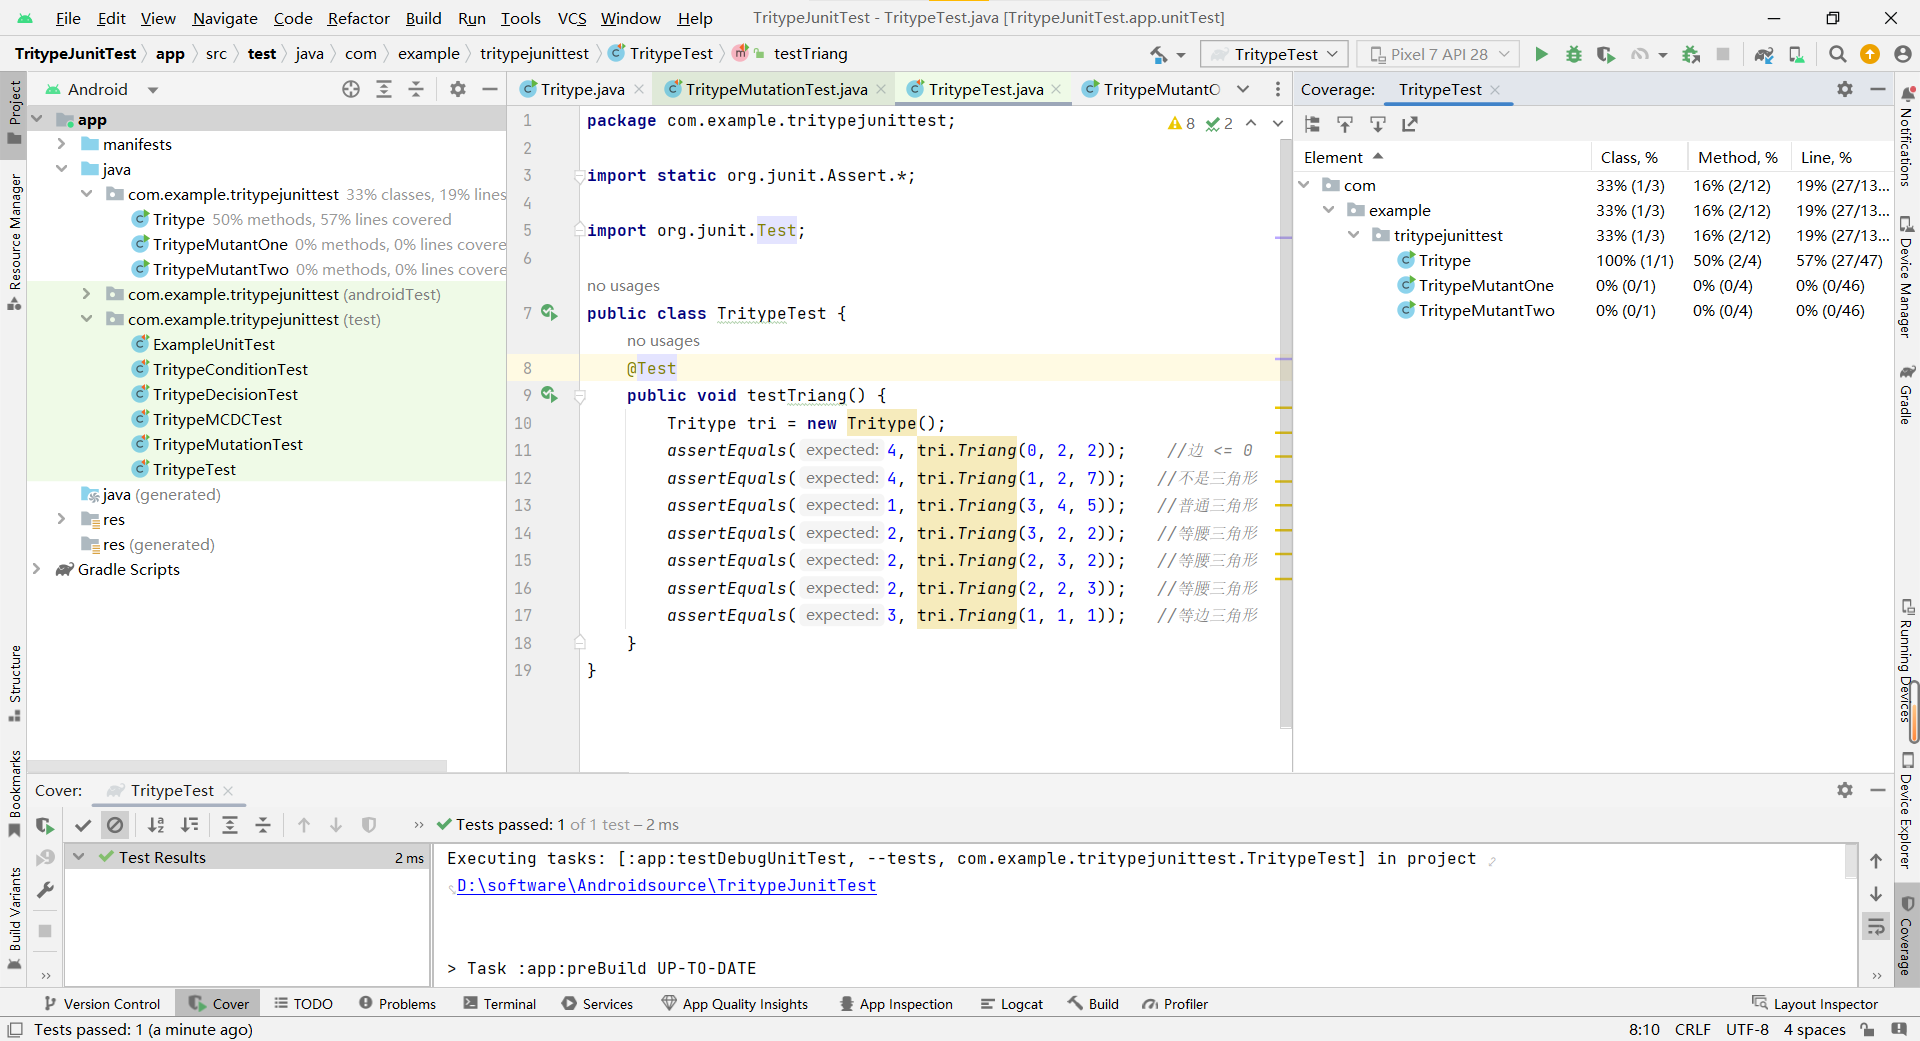 File Edit View Navigate Code Refactor Build Run Tools VCS Window Help TritypeJunitTest - TritypeTest.java [TritypeJunitTest.app.unitTest]
TritypeJunitTest app src test java com example tritypejunittest TritypeTest testTriang TritypeTest Pixel 7 API 28
Project
Resource Manager
Structure
Bookmarks
Build Variants
Android
app
manifests
java
com.example.tritypejunittest 33% classes, 19% lines
Tritype 50% methods, 57% lines covered
TritypeMutantOne 0% methods, 0% lines covere
TritypeMutantTwo 0% methods, 0% lines covere
com.example.tritypejunittest (androidTest)
com.example.tritypejunittest (test)
ExampleUnitTest
TritypeConditionTest
TritypeDecisionTest
TritypeMCDCTest
TritypeMutationTest
TritypeTest
java (generated)
res
res (generated)
Gradle Scripts
Tritype.java TritypeMutationTest.java TritypeTest.java TritypeMutantO
8 2
1 package com.example.tritypejunittest;
2
3 import static org.junit.Assert.*;
4
5 import org.junit.Test;
6
no usages
7 public class TritypeTest {
no usages
8 @Test
9 public void testTriang() {
10 Tritype tri = new Tritype();
11 assertEquals( expected: 4, tri.Triang(0, 2, 2)); //边 <= 0
12 assertEquals( expected: 4, tri.Triang(1, 2, 7)); //不是三角形
13 assertEquals( expected: 1, tri.Triang(3, 4, 5)); //普通三角形
14 assertEquals( expected: 2, tri.Triang(3, 2, 2)); //等腰三角形
15 assertEquals( expected: 2, tri.Triang(2, 3, 2)); //等腰三角形
16 assertEquals( expected: 2, tri.Triang(2, 2, 3)); //等腰三角形
17 assertEquals( expected: 3, tri.Triang(1, 1, 1)); //等边三角形
18 }
19 }
Coverage: TritypeTest
Element Class, % Method, % Line, %
com 33% (1/3) 16% (2/12) 19% (27/13...
example 33% (1/3) 16% (2/12) 19% (27/13...
tritypejunittest 33% (1/3) 16% (2/12) 19% (27/13...
Tritype 100% (1/1) 50% (2/4) 57% (27/47)
TritypeMutantOne 0% (0/1) 0% (0/4) 0% (0/46)
TritypeMutantTwo 0% (0/1) 0% (0/4) 0% (0/46)
Notifications
Device Manager
Gradle
Running Devices
Device Explorer
Coverage
Cover: TritypeTest
Tests passed: 1 of 1 test – 2 ms
Test Results 2 ms
Executing tasks: [:app:testDebugUnitTest, --tests, com.example.tritypejunittest.TritypeTest] in project
D:\software\Androidsource\TritypeJunitTest
> Task :app:preBuild UP-TO-DATE
Version Control Cover TODO Problems Terminal Services App Quality Insights App Inspection Logcat Build Profiler Layout Inspector
Tests passed: 1 (a minute ago) 8:10 CRLF UTF-8 4 spaces